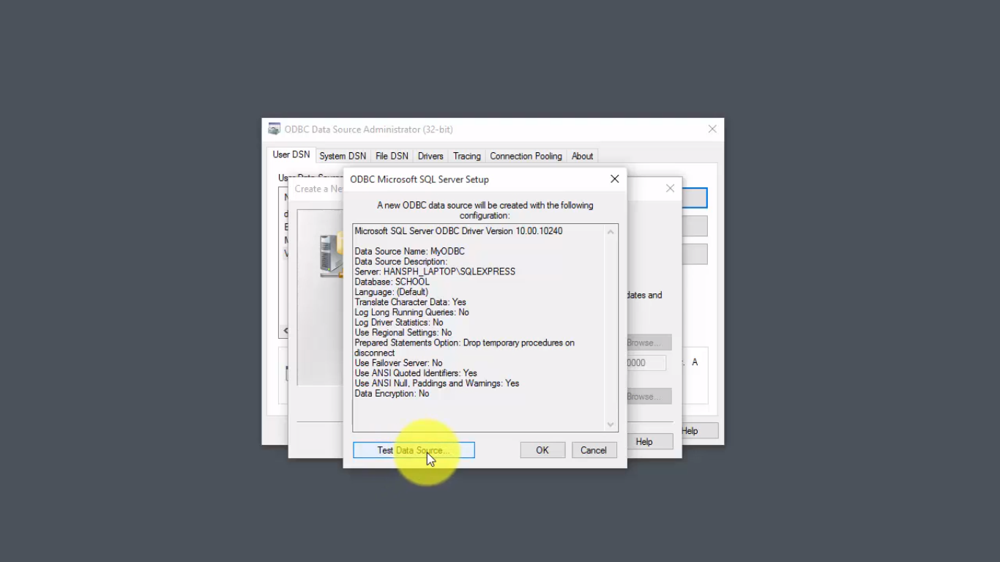 ODBC Data Source Administrator (32-bit)
User DSN System DSN File DSN Drivers Tracing Connection Pooling About
Create a Ne
ODBC Microsoft SQL Server Setup
A new ODBC data source will be created with the following
configuration:
Microsoft SQL Server ODBC Driver Version 10.00.10240
Data Source Name: MyODBC
Data Source Description:
Server: HANSPH_LAPTOP\SQLEXPRESS
Database: SCHOOL
Language: (Default)
Translate Character Data: Yes
Log Long Running Queries: No
Log Driver Statistics: No
Use Regional Settings: No
Prepared Statements Option: Drop temporary procedures on
disconnect
Use Failover Server: No
Use ANSI Quoted Identifiers: Yes
Use ANSI Null, Paddings and Warnings: Yes
Data Encryption: No
dates and
Browse...
0000
. A
Browse...
Help
Help
Test Data Source... OK Cancel